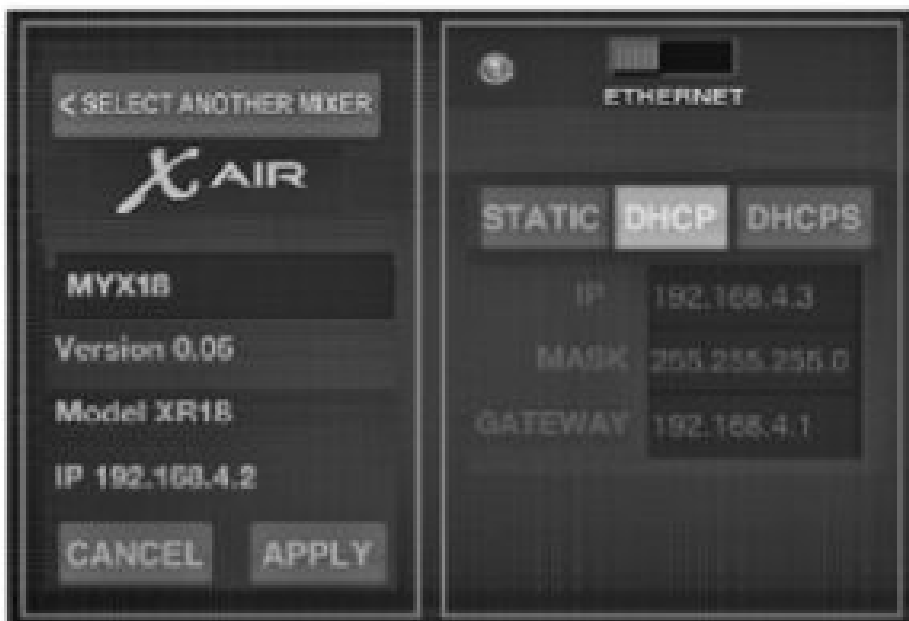 < SELECT ANOTHER MIXER
X AIR
MYX18
Version 0.05
Model XR18
IP 192.168.4.2
CANCEL APPLY
ETHERNET
STATIC DHCP DHCPS
IP 192.168.4.3
MASK 255.255.255.0
GATEWAY 192.168.4.1